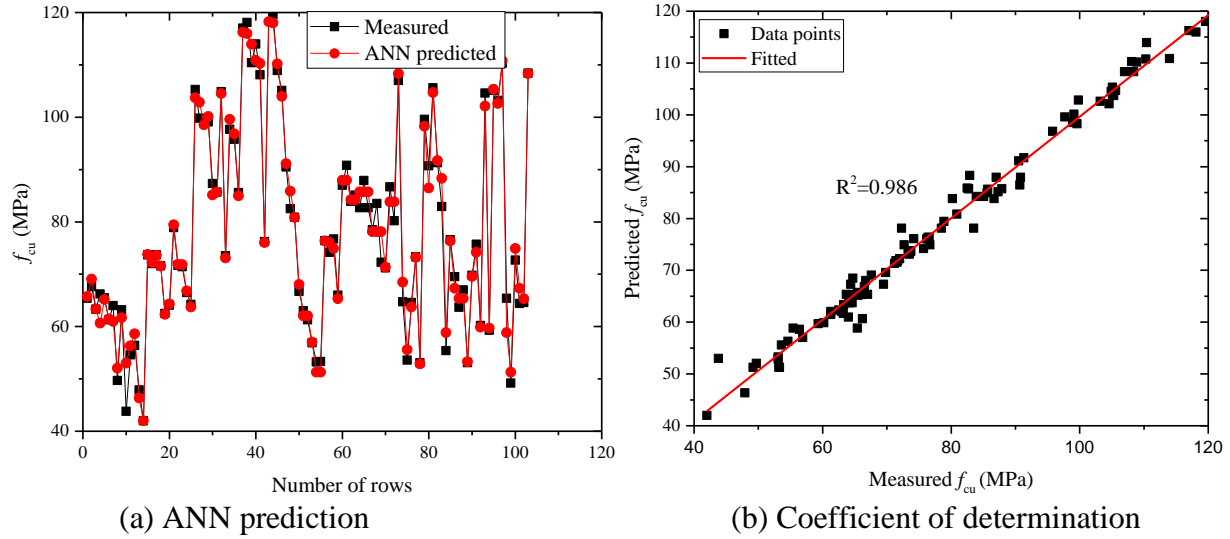 120
100
80
60
40
0
20
40
60
80
100
120
f_cu (MPa)
Number of rows
Measured
ANN predicted
(a) ANN prediction
120
110
100
90
80
70
60
50
40
40
60
80
100
120
Predicted f_cu (MPa)
Measured f_cu (MPa)
Data points
Fitted
R²=0.986
(b) Coefficient of determination